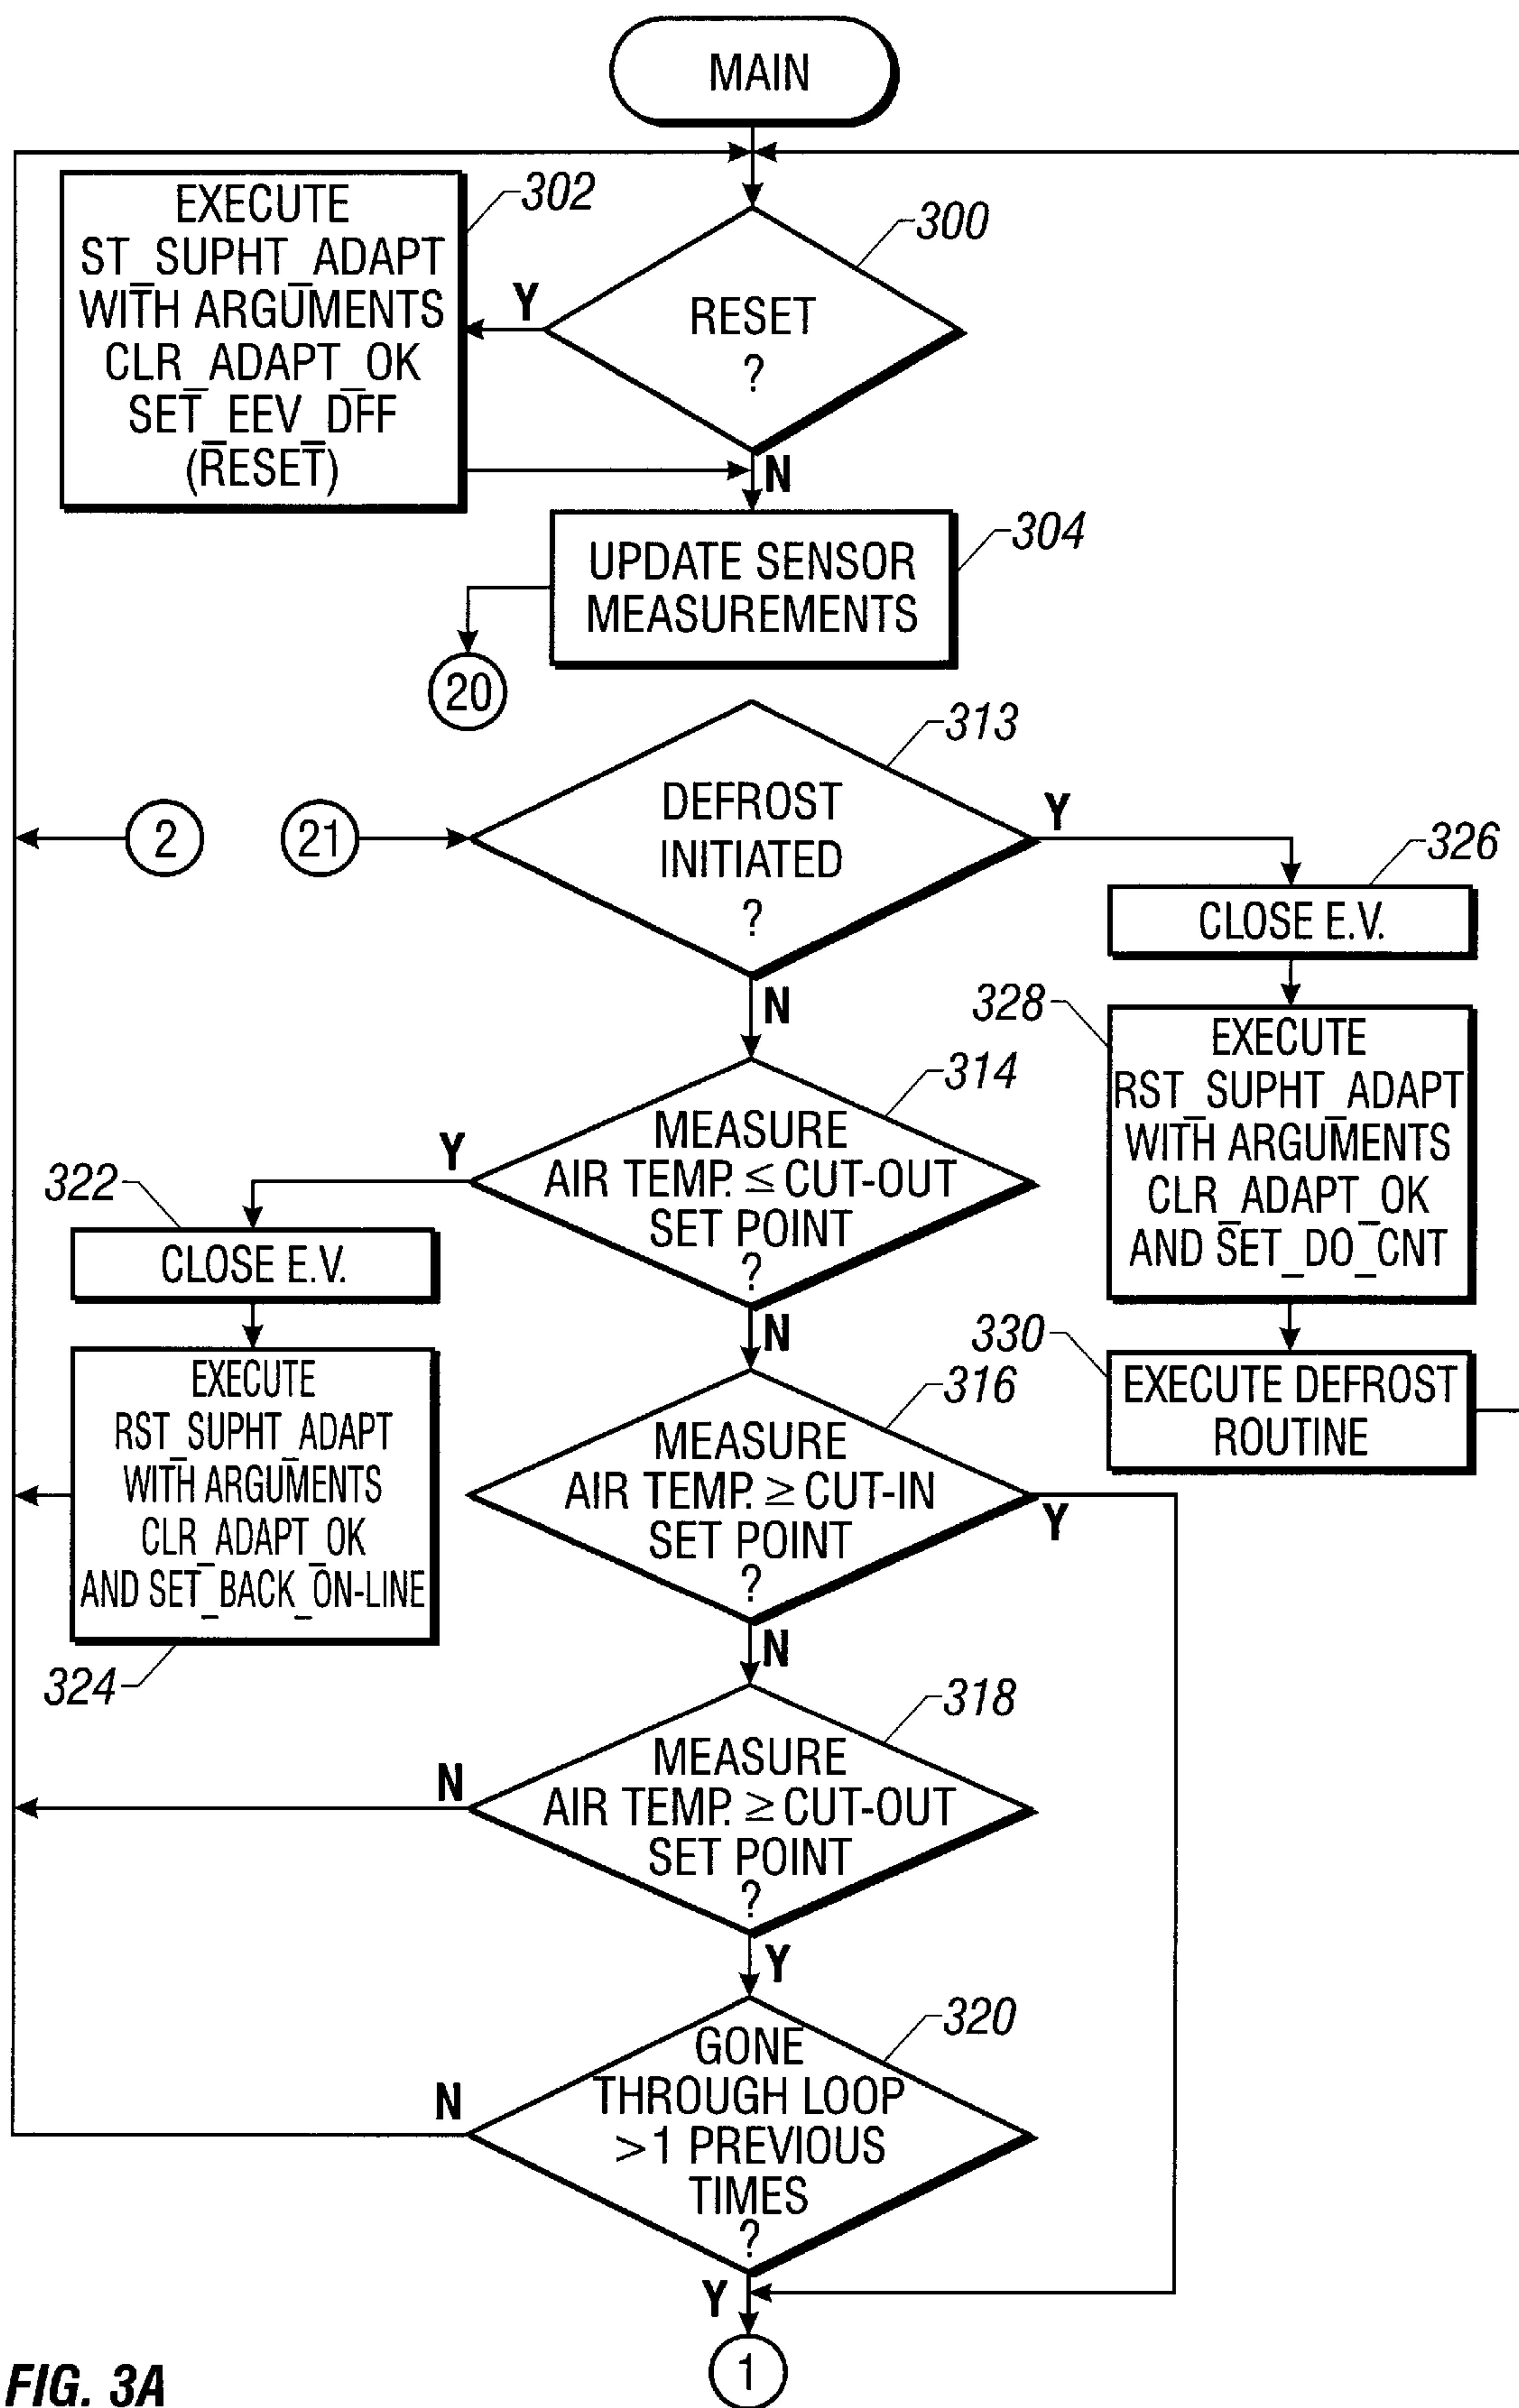 MAIN
302
EXECUTE
ST_SUPHT_ADAPT
WITH ARGUMENTS
CLR_ADAPT_OK
SET_EEV_DFF
(RESET)
Y
300
RESET
?
N
304
UPDATE SENSOR
MEASUREMENTS
20
313
DEFROST
INITIATED
?
Y
2
21
326
CLOSE E.V.
N
328
EXECUTE
RST_SUPHT_ADAPT
WITH ARGUMENTS
CLR_ADAPT_OK
AND SET_DO_CNT
314
MEASURE
AIR TEMP. ≤ CUT-OUT
SET POINT
?
Y
322
CLOSE E.V.
N
330
EXECUTE DEFROST
ROUTINE
EXECUTE
RST_SUPHT_ADAPT
WITH ARGUMENTS
CLR_ADAPT_OK
AND SET_BACK_ON-LINE
324
316
MEASURE
AIR TEMP. ≥ CUT-IN
SET POINT
?
Y
N
318
MEASURE
AIR TEMP. ≥ CUT-OUT
SET POINT
?
N
Y
320
GONE
THROUGH LOOP
>1 PREVIOUS
TIMES
?
N
Y
1
FIG. 3A